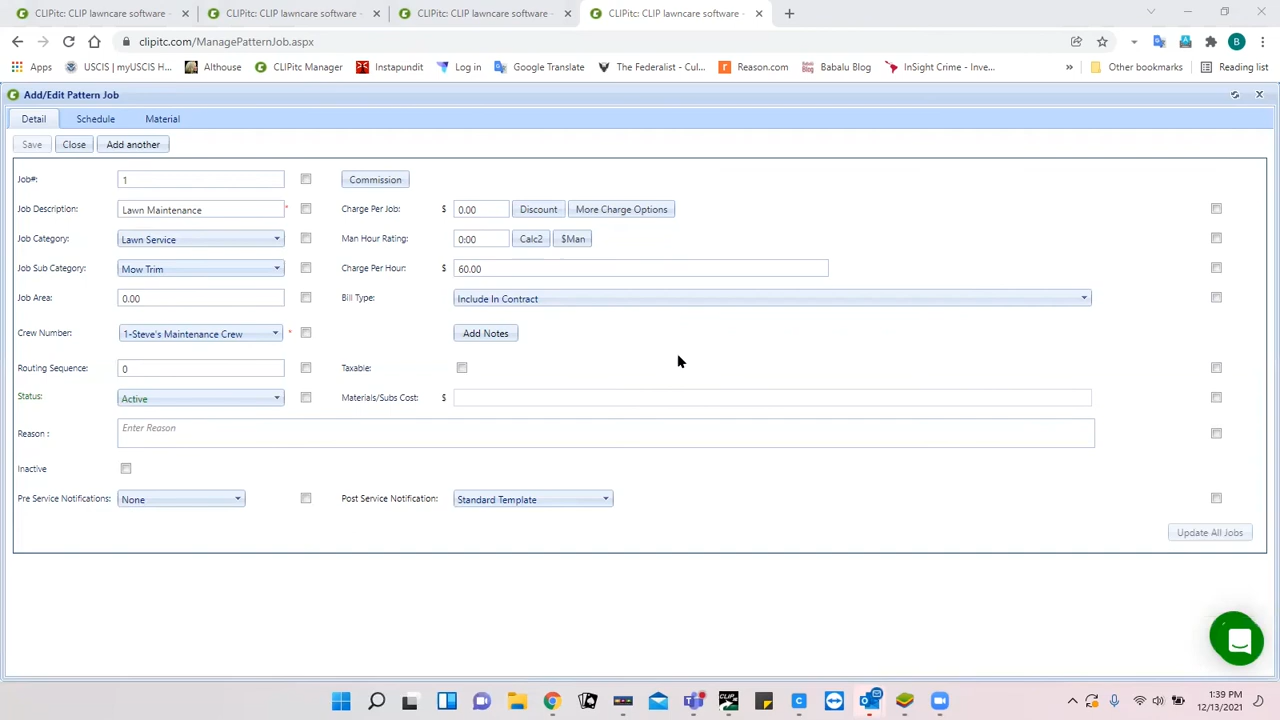 CLIPitc: CLIP lawncare software -
CLIPitc: CLIP lawncare software -
CLIPitc: CLIP lawncare software -
CLIPitc: CLIP lawncare software -
clipitc.com/ManagePatternJob.aspx
B
Apps
USCIS | myUSCIS H...
Althouse
CLIPitc Manager
Instapundit
Log in
Google Translate
The Federalist - Cul...
Reason.com
Babalu Blog
InSight Crime - Inve...
»
Other bookmarks
Reading list
Add/Edit Pattern Job
Detail
Schedule
Material
Save
Close
Add another
Job#:
1
Commission
Job Description:
Lawn Maintenance
*
Charge Per Job:
$
0.00
Discount
More Charge Options
Job Category:
Lawn Service
Man Hour Rating:
0:00
Calc2
$Man
Job Sub Category:
Mow Trim
Charge Per Hour:
$
60.00
Job Area:
0.00
Bill Type:
Include In Contract
Crew Number:
1-Steve's Maintenance Crew
*
Add Notes
Routing Sequence:
0
Taxable:
Status:
Active
Materials/Subs Cost:
$
Reason :
Enter Reason
Inactive
Pre Service Notifications:
None
Post Service Notification:
Standard Template
Update All Jobs
1:39 PM
12/13/2021